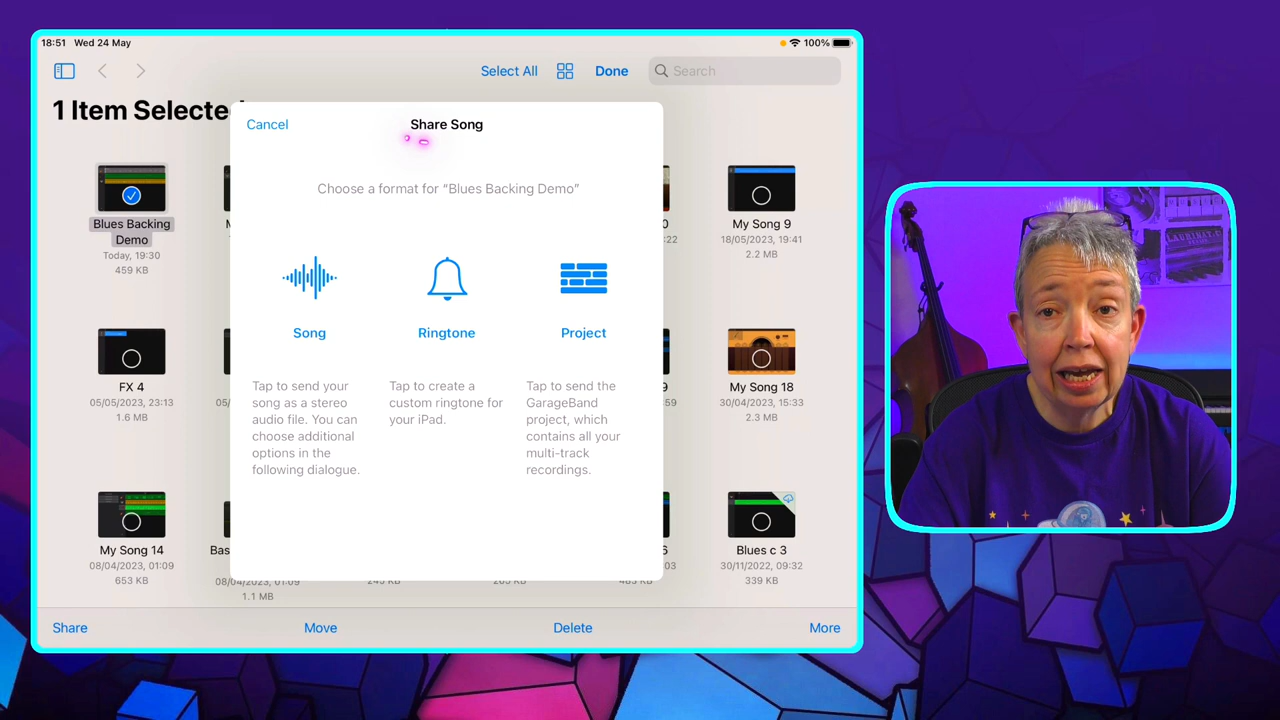 18:51 Wed 24 May
100%
Select All
Done
Search
1 Item Selected
Cancel
Share Song
Choose a format for “Blues Backing Demo”
Song
Ringtone
Project
Tap to send your
song as a stereo
audio file. You can
choose additional
options in the
following dialogue.
Tap to create a
custom ringtone for
your iPad.
Tap to send the
GarageBand
project, which
contains all your
multi-track
recordings.
Blues Backing
Demo
Today, 19:30
459 KB
My Song 9
18/05/2023, 19:41
2.2 MB
FX 4
05/05/2023, 23:13
1.6 MB
My Song 18
30/04/2023, 15:33
2.3 MB
My Song 14
08/04/2023, 01:09
653 KB
08/04/2023, 01:09
1.1 MB
Blues c 3
30/11/2022, 09:32
339 KB
Share
Move
Delete
More